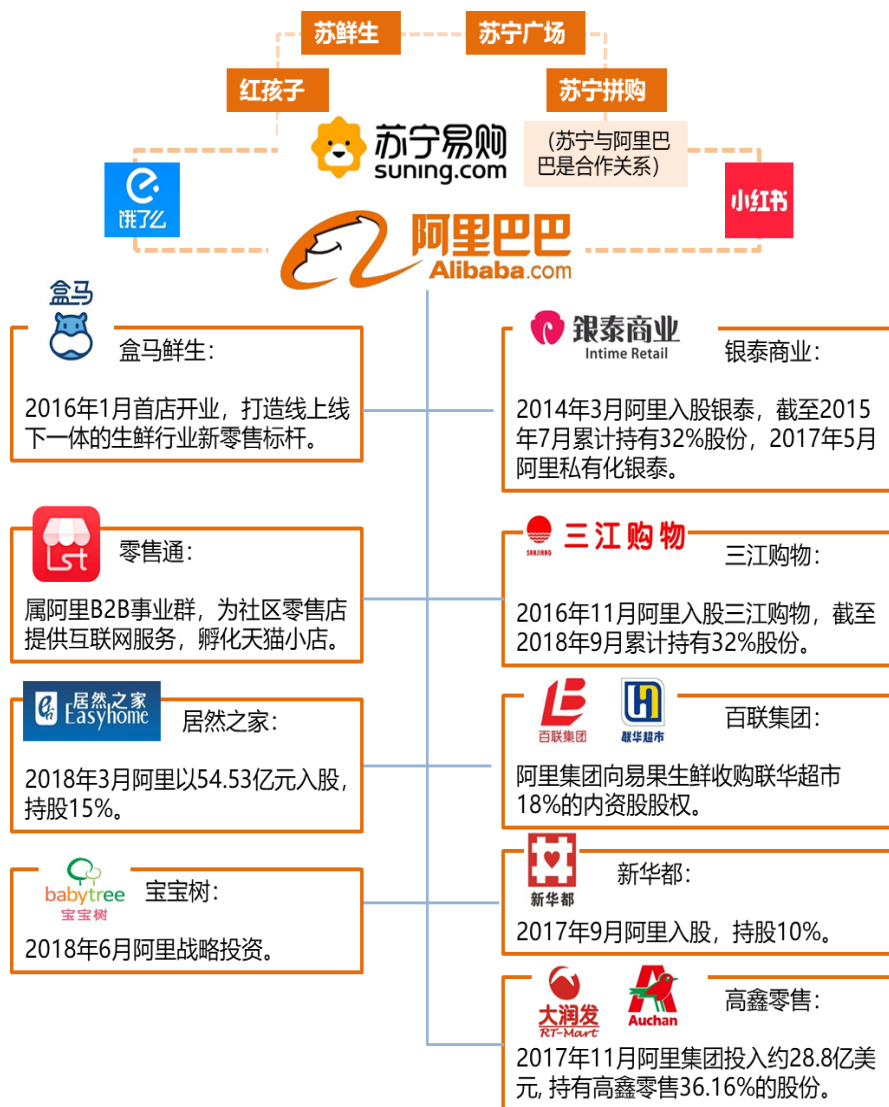 苏鲜生
苏宁广场
红孩子
苏宁拼购
苏宁易购
suning.com
（苏宁与阿里巴
巴是合作关系）
饿了么
小红书
阿里巴巴
Alibaba.com
盒马
盒马鲜生：
2016年1月首店开业，打造线上线
下一体的生鲜行业新零售标杆。
銀泰商业
Intime Retail
银泰商业：
2014年3月阿里入股银泰，截至2015
年7月累计持有32%股份，2017年5月
阿里私有化银泰。
Lst
零售通：
属阿里B2B事业群，为社区零售店
提供互联网服务，孵化天猫小店。
SANJIANG
三江购物
三江购物：
2016年11月阿里入股三江购物，截至
2018年9月累计持有32%股份。
居然之家
Easyhome
居然之家：
2018年3月阿里以54.53亿元入股，
持股15%。
百联集团
联华超市
百联集团：
阿里集团向易果生鲜收购联华超市
18%的内资股股权。
babytree
宝宝树
宝宝树：
2018年6月阿里战略投资。
新华都
新华都：
2017年9月阿里入股，持股10%。
大润发
RT-Mart
Auchan
高鑫零售：
2017年11月阿里集团投入约28.8亿美
元, 持有高鑫零售36.16%的股份。